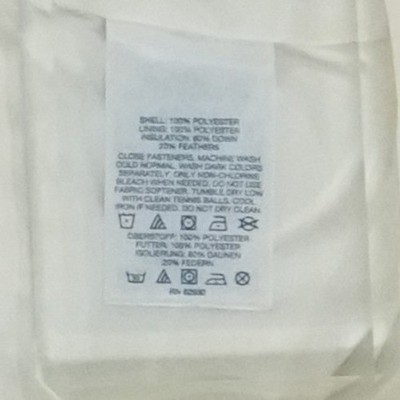 SHELL: 100% POLYESTER
LINING: 100% POLYESTER
INSULATION: 80% DOWN
20% FEATHERS
CLOSE FASTENERS. MACHINE WASH
COLD NORMAL. WASH DARK COLORS
SEPARATELY. ONLY NON-CHLORINE
BLEACH WHEN NEEDED. DO NOT USE
FABRIC SOFTENER. TUMBLE DRY LOW
WITH CLEAN TENNIS BALLS. COOL
IRON IF NEEDED. DO NOT DRY CLEAN.
OBERSTOFF: 100% POLYESTER
FUTTER: 100% POLYESTER
ISOLIERUNG: 80% DAUNEN
20% FEDERN